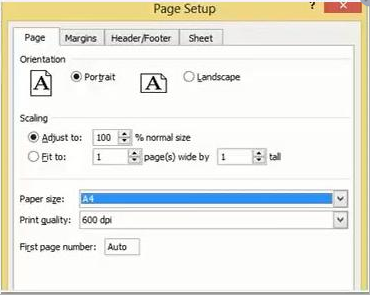 Page Setup
?
Page Margins Header/Footer Sheet
Orientation
A Portrait A Landscape
Scaling
Adjust to: 100 % normal size
Fit to: 1 page(s) wide by 1 tall
Paper size: A4
Print quality: 600 dpi
First page number: Auto